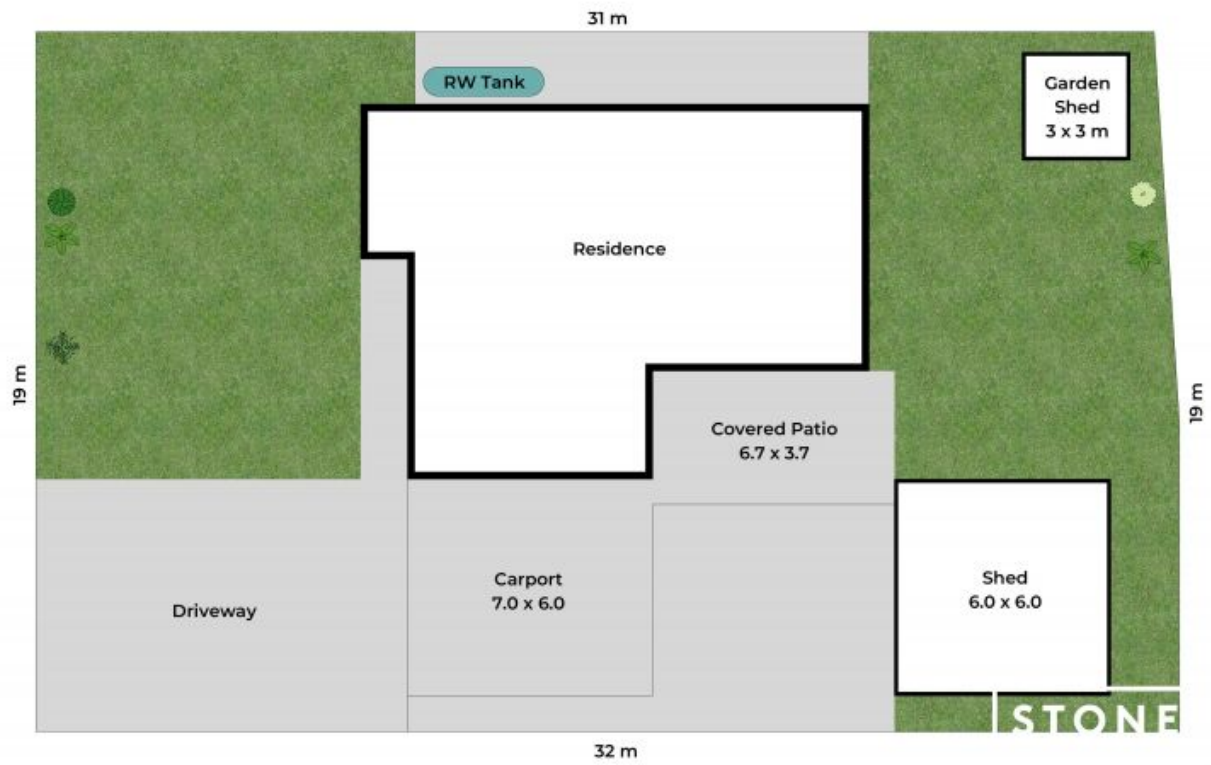 31 m
RW Tank
Garden
Shed
3 x 3 m
Residence
19 m
19 m
Covered Patio
6.7 x 3.7
Carport
7.0 x 6.0
Shed
6.0 x 6.0
Driveway
STONE
32 m